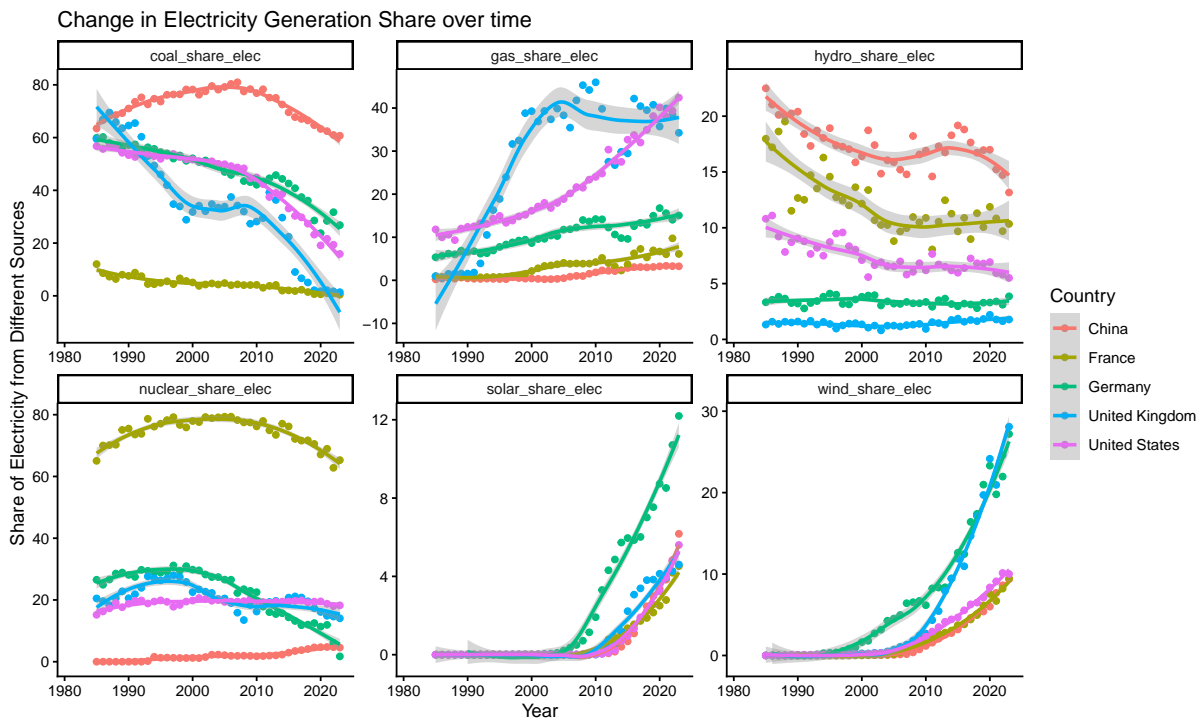 Change in Electricity Generation Share over time
coal_share_elec
gas_share_elec
hydro_share_elec
80
60
40
20
0
40
30
20
10
0
−10
20
15
10
5
0
1980 1990 2000 2010 2020
1980 1990 2000 2010 2020
1980 1990 2000 2010 2020
nuclear_share_elec
solar_share_elec
wind_share_elec
80
60
40
20
0
12
8
4
0
30
20
10
0
1980 1990 2000 2010 2020
1980 1990 2000 2010 2020
1980 1990 2000 2010 2020
Share of Electricity from Different Sources
Year
Country
China
France
Germany
United Kingdom
United States